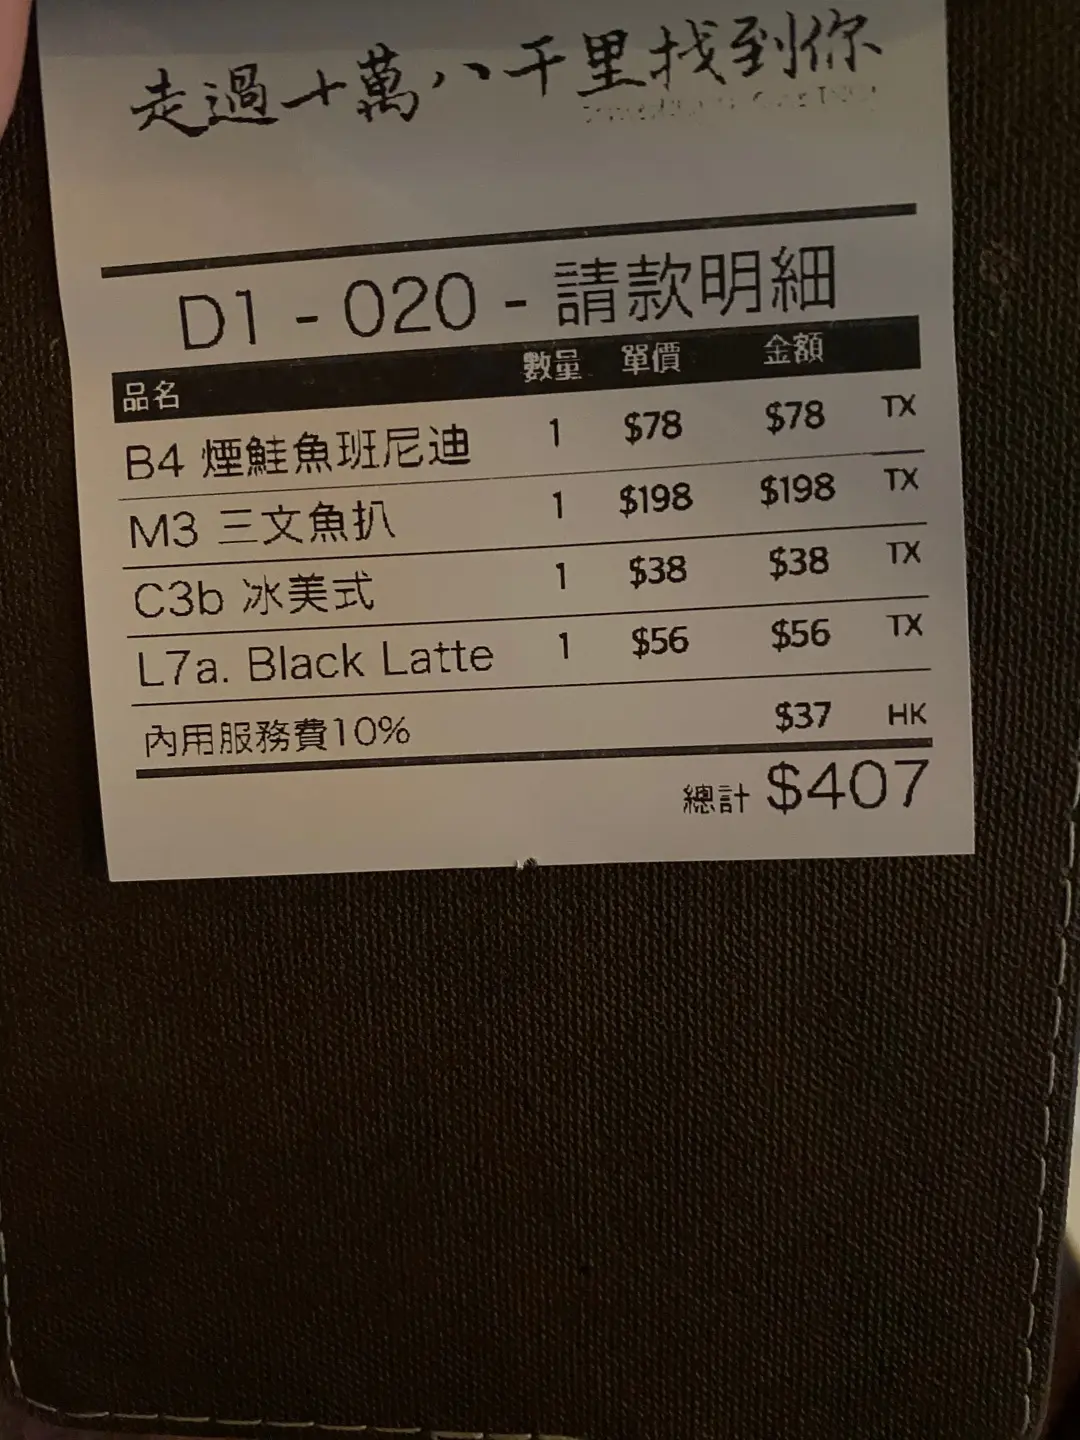 走過十萬八千里找到你
D1 - 020 - 請款明細
品名 數量 單價 金額
B4 煙鮭魚班尼迪 1 $78 $78 TX
M3 三文魚扒 1 $198 $198 TX
C3b 冰美式 1 $38 $38 TX
L7a. Black Latte 1 $56 $56 TX
內用服務費10% $37 HK
總計 $407